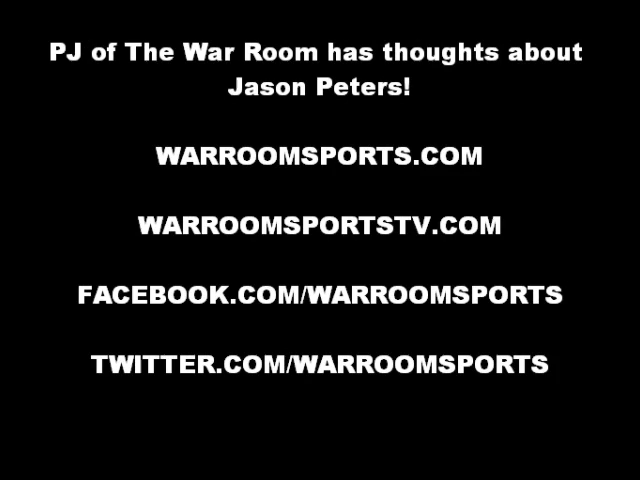 PJ of The War Room has thoughts about
Jason Peters!
WARROOMSPORTS.COM
WARROOMSPORTSTV.COM
FACEBOOK.COM/WARROOMSPORTS
TWITTER.COM/WARROOMSPORTS